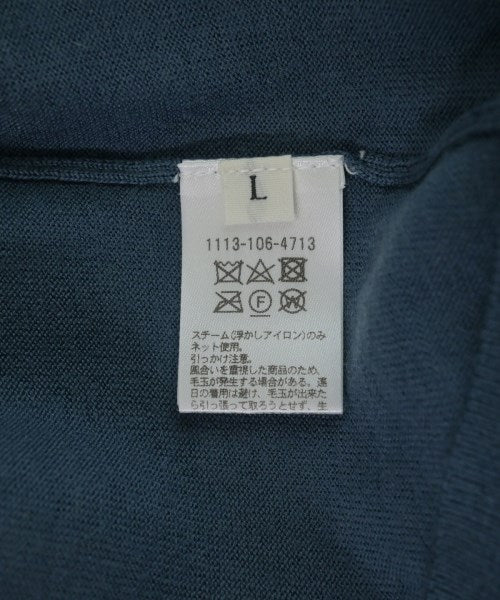 L
1113-106-4713
F W
スチーム(浮かしアイロン)のみ
ネット使用。
引っかけ注意。
風合いを重視した商品のため、
毛玉が発生する場合がある。連
日の着用は避け、毛玉が出来た
ら引っ張って取ろうとせず、生